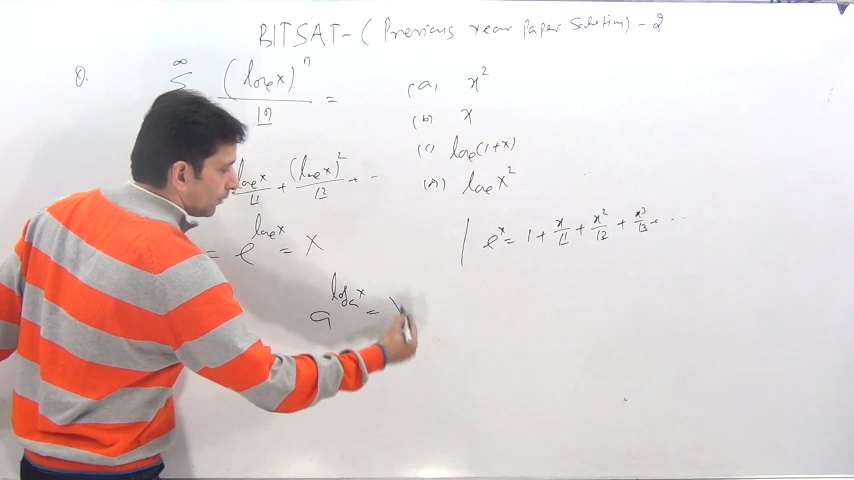 BITSAT - (Previous year Paper Solution) - 2
Q. ∞ Σ (logₑx)ⁿ / |n =
(a) x²
(b) x
(c) logₑ(1+x)
(d) logₑx²
logₑx / |1 + (logₑx)² / |2 + ..
= e^(logₑx) = x
| eˣ = 1 + x/|1 + x²/|2 + x³/|3 + ...
a^(logₐx) =